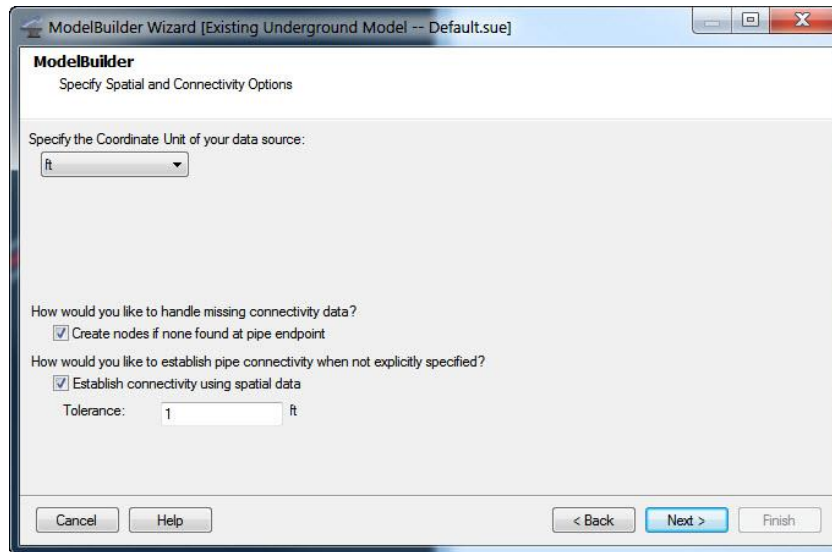 ModelBuilder Wizard [Existing Underground Model -- Default.sue]
ModelBuilder
Specify Spatial and Connectivity Options
Specify the Coordinate Unit of your data source:
ft
How would you like to handle missing connectivity data?
Create nodes if none found at pipe endpoint
How would you like to establish pipe connectivity when not explicitly specified?
Establish connectivity using spatial data
Tolerance: 1 ft
Cancel Help < Back Next > Finish